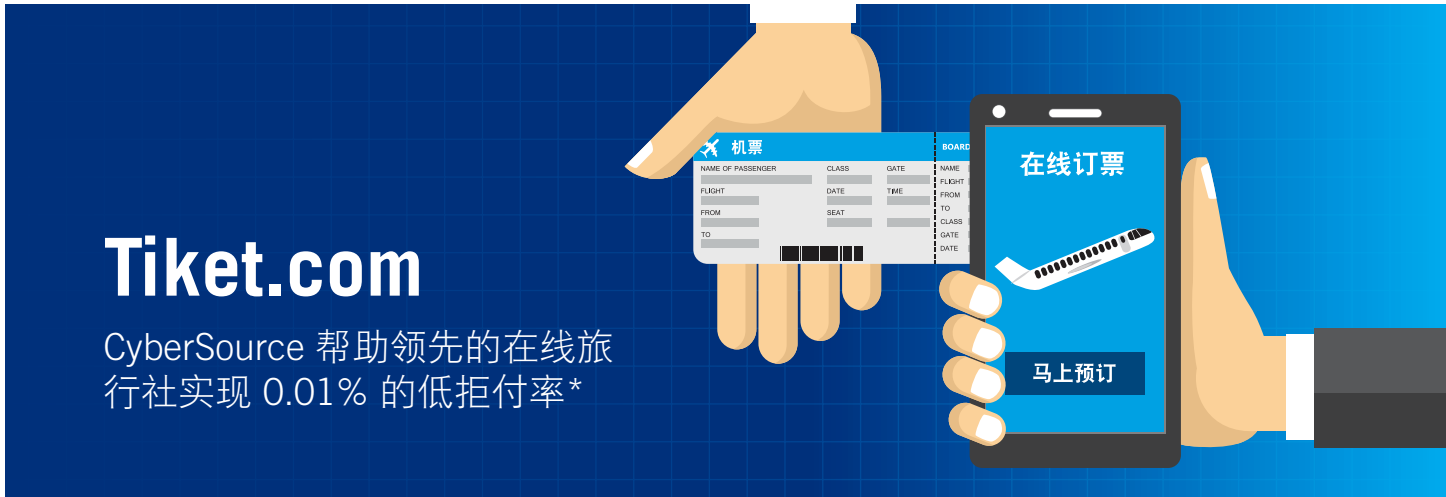 Tiket.com
CyberSource 帮助领先的在线旅
行社实现 0.01% 的低拒付率*
机票
NAME OF PASSENGER
CLASS
GATE
FLIGHT
DATE
TIME
FROM
SEAT
TO
NAME
FLIGHT
FROM
TO
CLASS
GATE
DATE
在线订票
马上预订